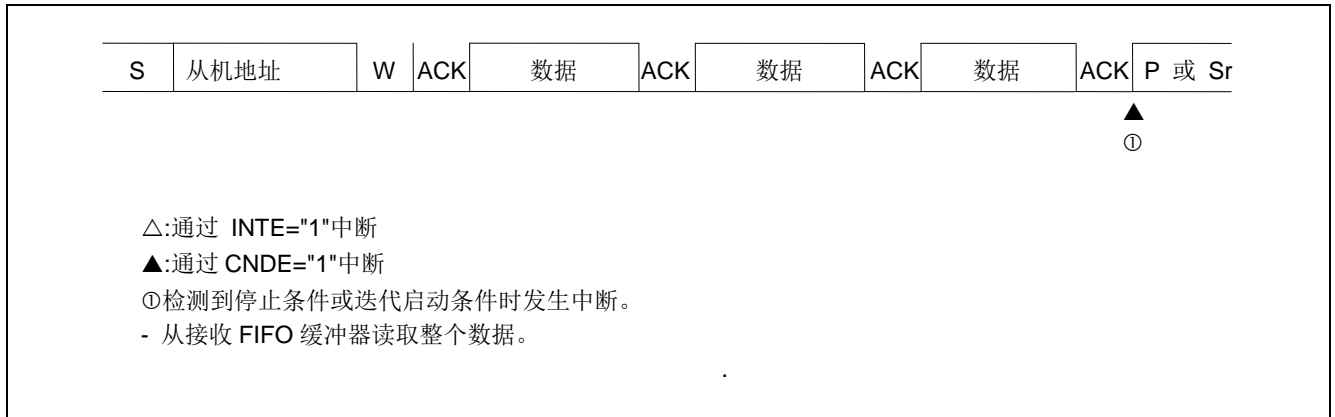 S 从机地址 W ACK 数据 ACK 数据 ACK 数据 ACK P 或 Sr
▲
①
△:通过 INTE="1"中断
▲:通过 CNDE="1"中断
①检测到停止条件或迭代启动条件时发生中断。
- 从接收 FIFO 缓冲器读取整个数据。
.